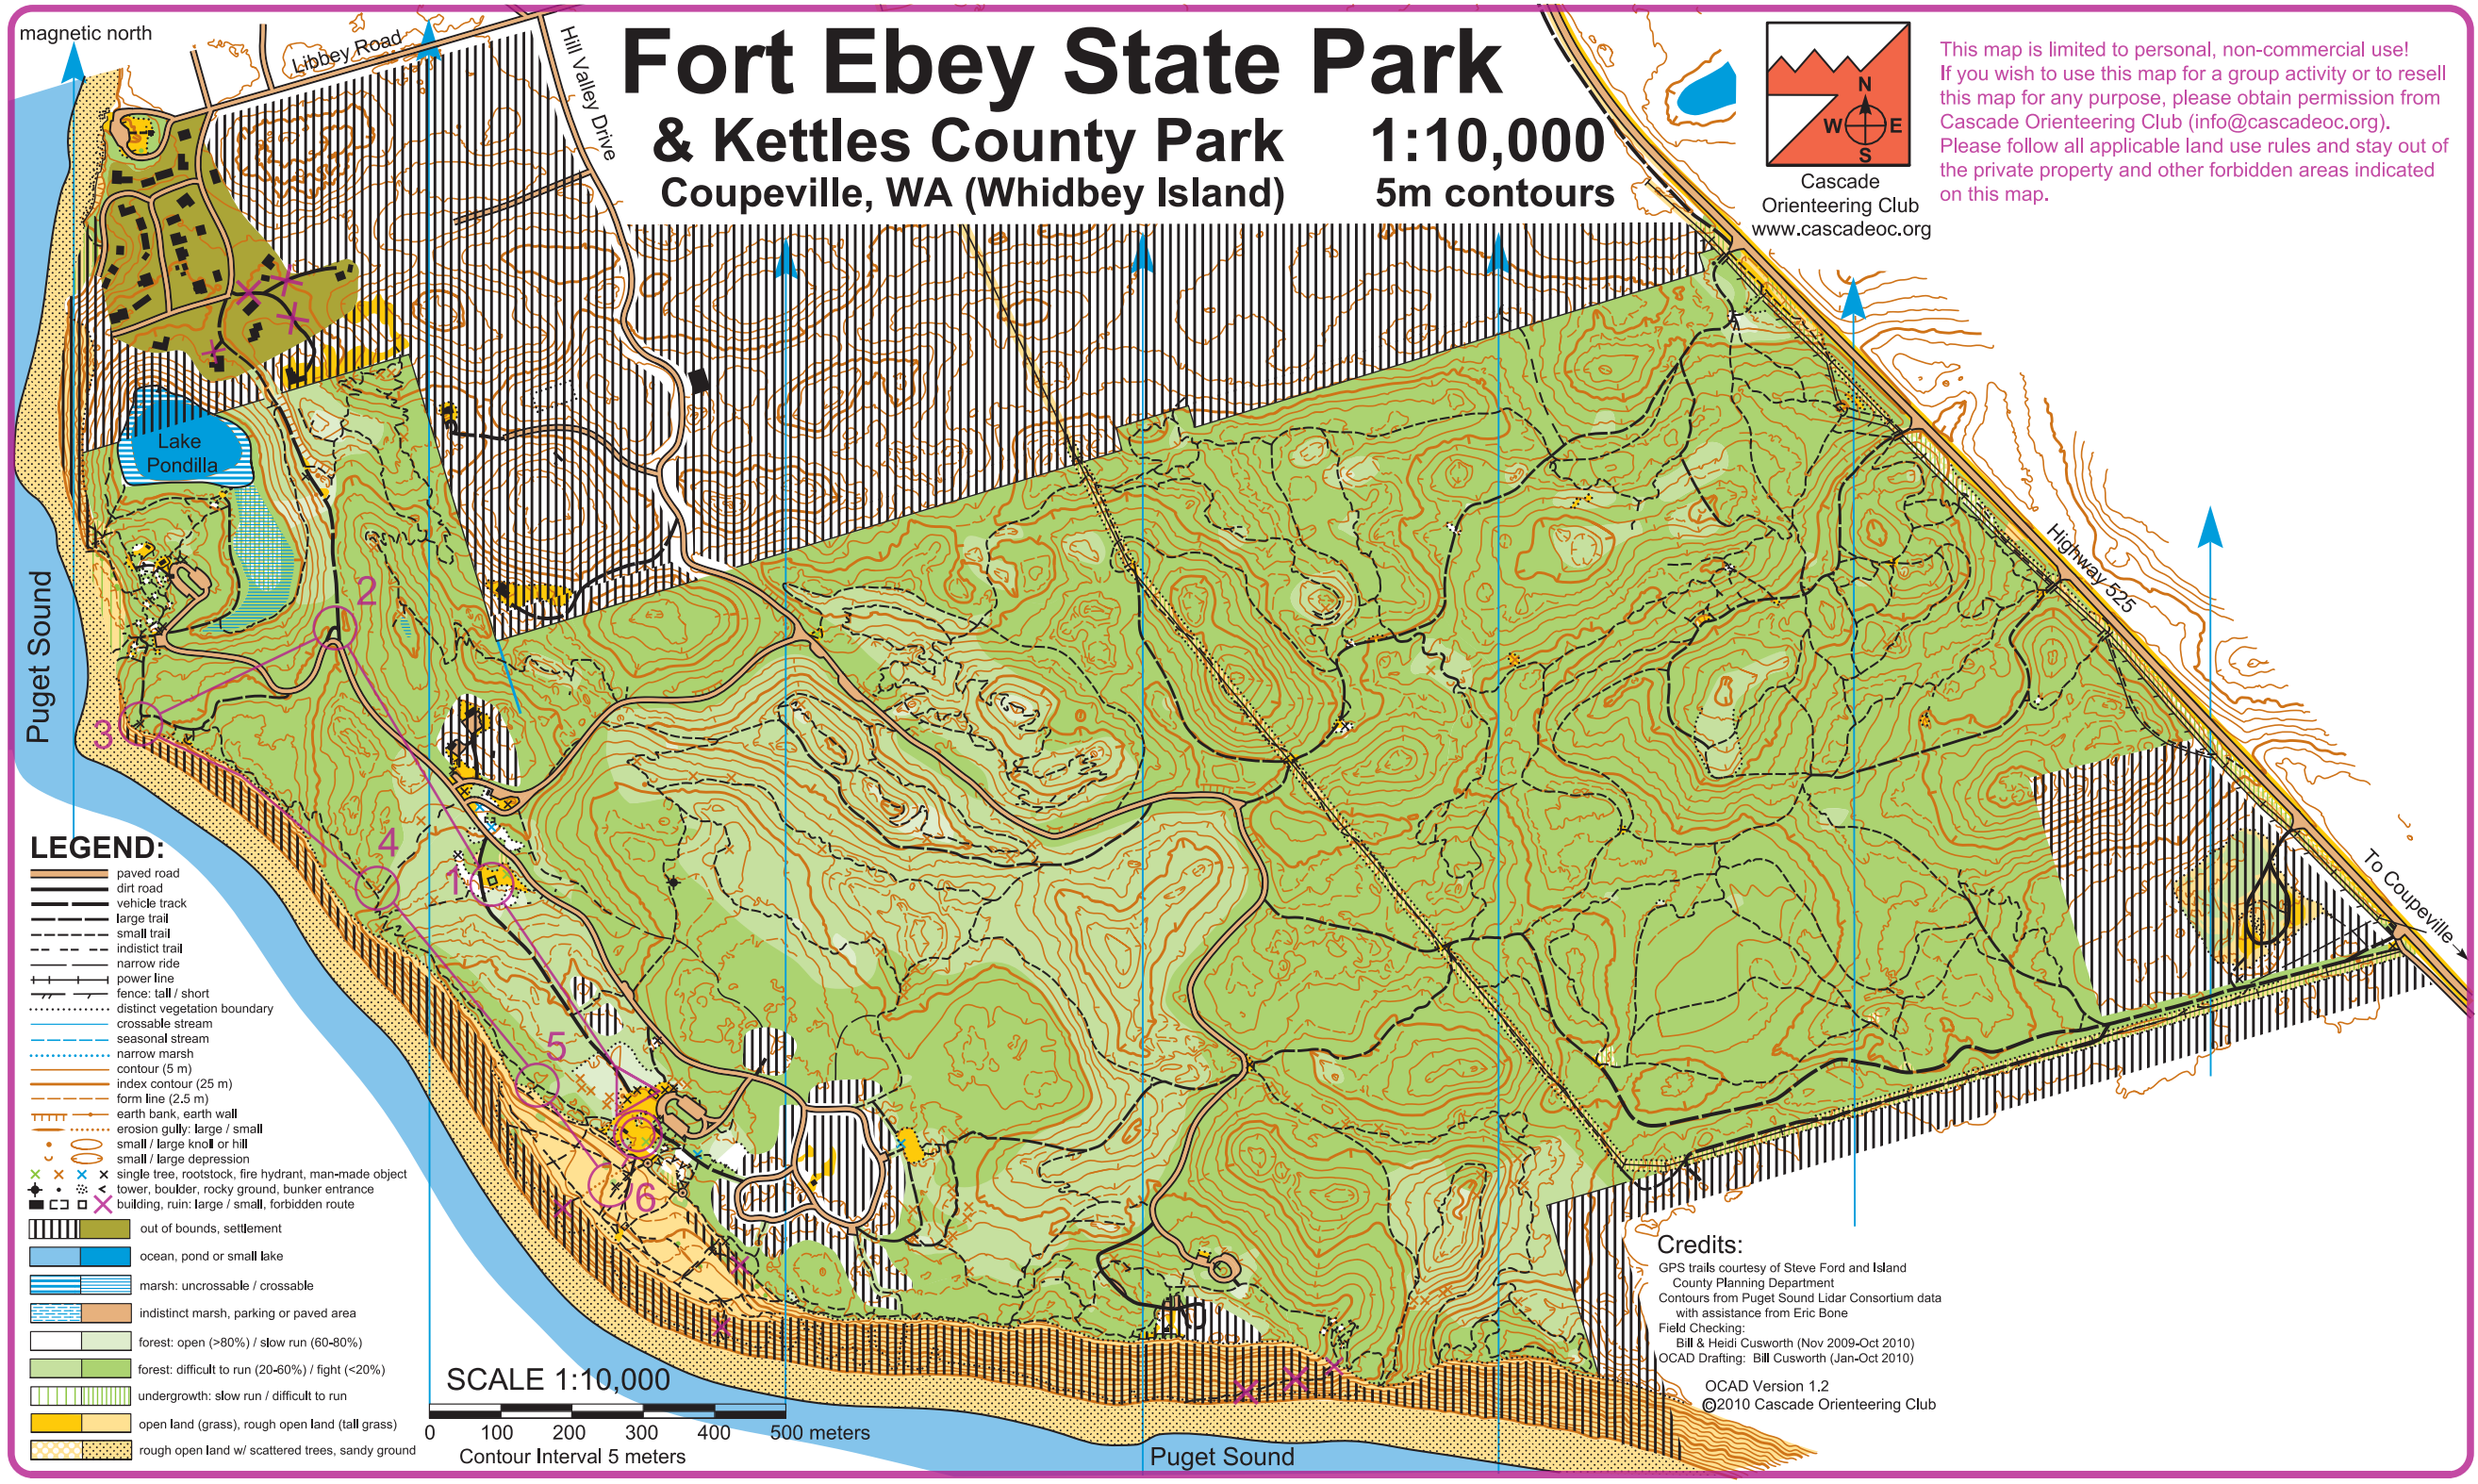 magnetic north
Libbey Road
Hill Valley Drive
Fort Ebey State Park
& Kettles County Park 1:10,000
Coupeville, WA (Whidbey Island) 5m contours
N
W E
S
Cascade
Orienteering Club
www.cascadeoc.org
This map is limited to personal, non-commercial use!
If you wish to use this map for a group activity or to resell
this map for any purpose, please obtain permission from
Cascade Orienteering Club (info@cascadeoc.org).
Please follow all applicable land use rules and stay out of
the private property and other forbidden areas indicated
on this map.
Lake
Pondilla
Puget Sound
Highway 525
To Coupeville
2
3
4
1
5
6
LEGEND:
paved road
dirt road
vehicle track
large trail
small trail
indistict trail
narrow ride
power line
fence: tall / short
distinct vegetation boundary
crossable stream
seasonal stream
narrow marsh
contour (5 m)
index contour (25 m)
form line (2.5 m)
earth bank, earth wall
erosion gully: large / small
small / large knoll or hill
small / large depression
single tree, rootstock, fire hydrant, man-made object
tower, boulder, rocky ground, bunker entrance
building, ruin: large / small, forbidden route
out of bounds, settlement
ocean, pond or small lake
marsh: uncrossable / crossable
indistinct marsh, parking or paved area
forest: open (>80%) / slow run (60-80%)
forest: difficult to run (20-60%) / fight (<20%)
undergrowth: slow run / difficult to run
open land (grass), rough open land (tall grass)
rough open land w/ scattered trees, sandy ground
SCALE 1:10,000
0 100 200 300 400 500 meters
Contour Interval 5 meters
Puget Sound
Credits:
GPS trails courtesy of Steve Ford and Island
County Planning Department
Contours from Puget Sound Lidar Consortium data
with assistance from Eric Bone
Field Checking:
Bill & Heidi Cusworth (Nov 2009-Oct 2010)
OCAD Drafting: Bill Cusworth (Jan-Oct 2010)
OCAD Version 1.2
©2010 Cascade Orienteering Club